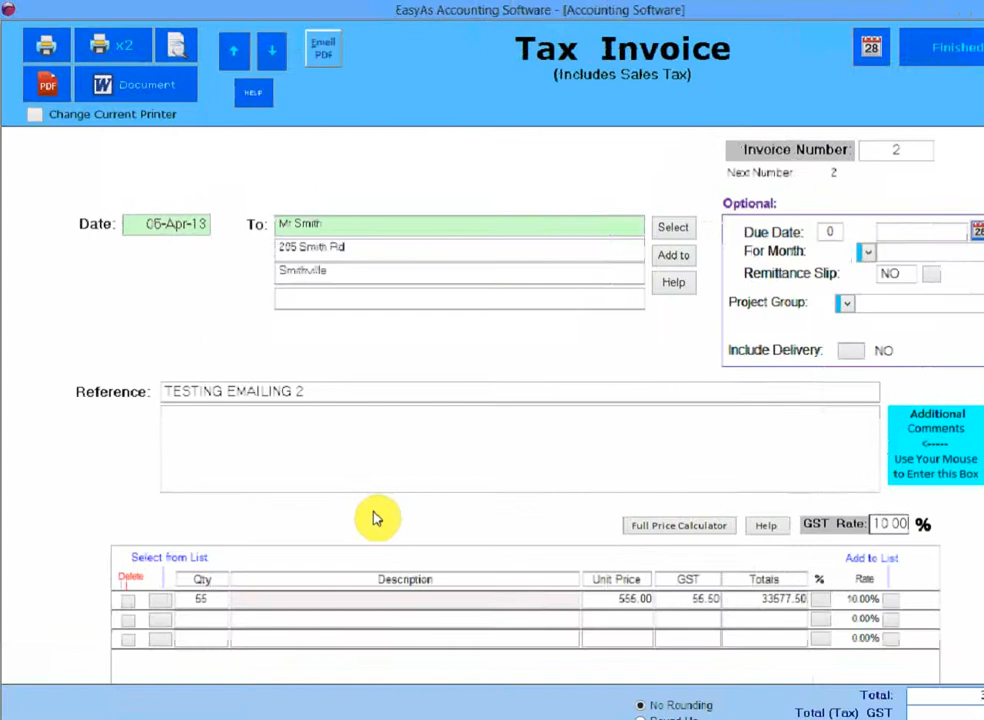 EasyAs Accounting Software - [Accounting Software]
x2
Email PDF
Tax Invoice
(Includes Sales Tax)
28
Finished
PDF
W Document
HELP
Change Current Printer
Invoice Number: 2
Next Number 2
Optional:
Date: 05-Apr-13
To: Mr Smith
Select
205 Smith Rd
Smithville
Add to
Help
Due Date: 0
28
For Month:
Remittance Slip: NO
Project Group:
Include Delivery: NO
Reference: TESTING EMAILING 2
Additional
Comments
<-----
Use Your Mouse
to Enter this Box
Full Price Calculator
Help
GST Rate: 10.00 %
Select from List
Add to List
Delete
Qty Description Unit Price GST Totals % Rate
55 555.00 55.50 33577.50 10.00%
0.00%
0.00%
No Rounding
Total:
Total (Tax) GST